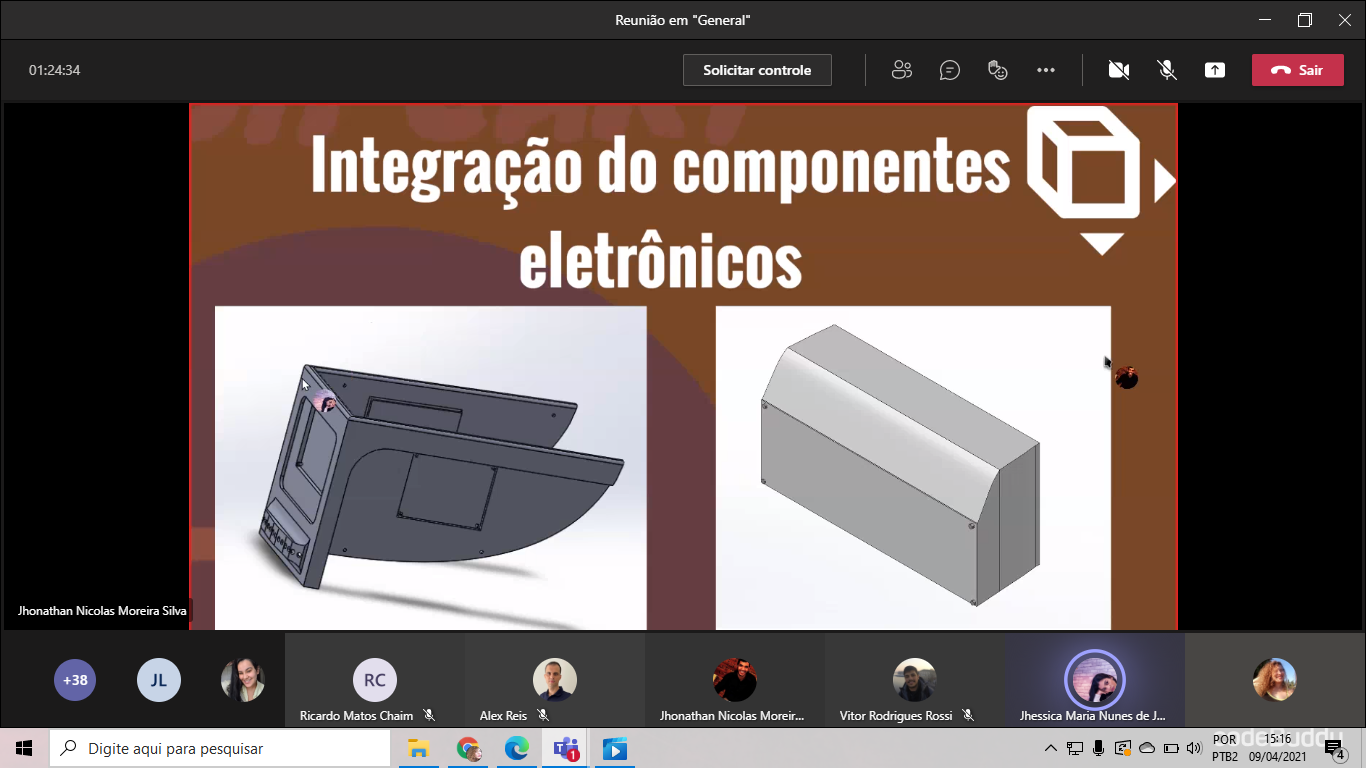 Reunião em "General"
01:24:34
Solicitar controle
Sair
Integração do componentes
eletrônicos
Jhonathan Nicolas Moreira Silva
+38
JL
RC
Ricardo Matos Chaim
Alex Reis
Jhonathan Nicolas Moreir...
Vitor Rodrigues Rossi
Jhessica Maria Nunes de J...
Digite aqui para pesquisar
1
POR
PTB2
15:16
09/04/2021
4